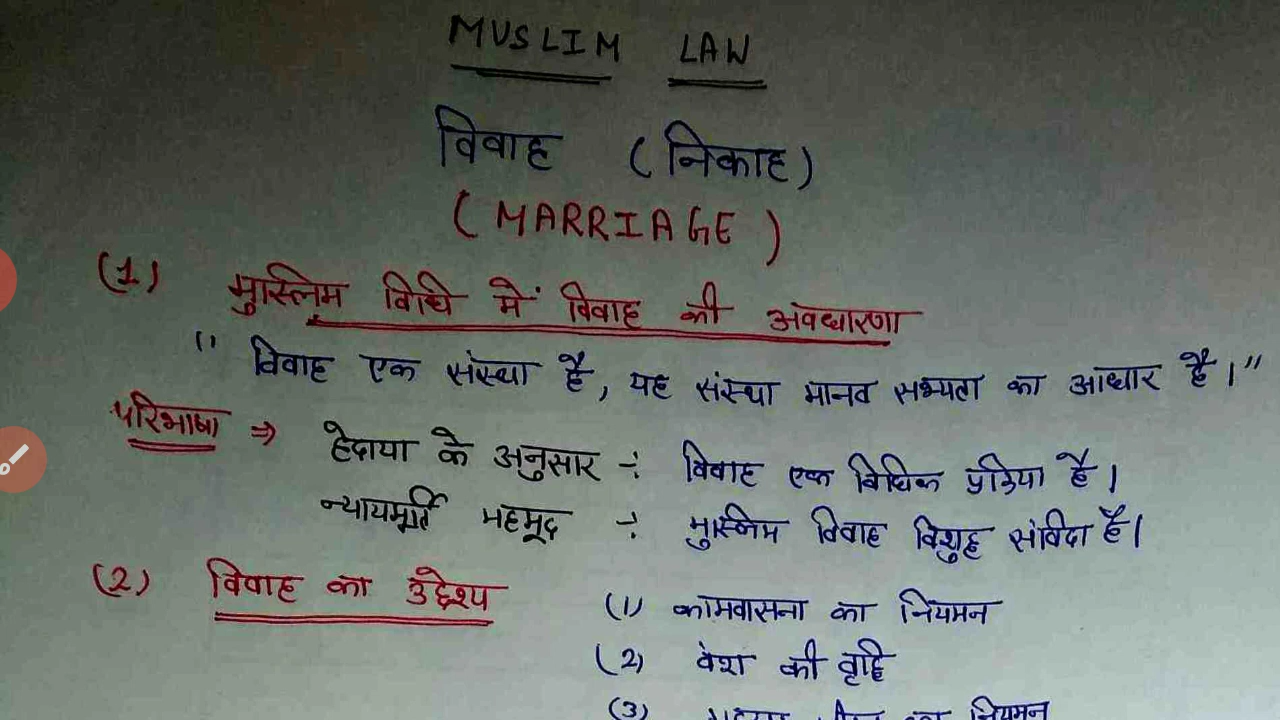 MUSLIM LAW
विवाह (निकाह)
(MARRIAGE)
(1) मुस्लिम विधि में विवाह की अवधारणा
" विवाह एक संस्था है, यह संस्था मानव सभ्यता का आधार है।"
परिभाषा ⇒ हेदाया के अनुसार ÷ विवाह एक विधिक प्रक्रिया है।
न्यायमूर्ति महमूद ÷ मुस्लिम विवाह विशुद्ध संविदा है।
(2) विवाह का उद्देश्य (1) कामवासना का नियमन
(2) वंश की वृद्धि
(3) का नियमन